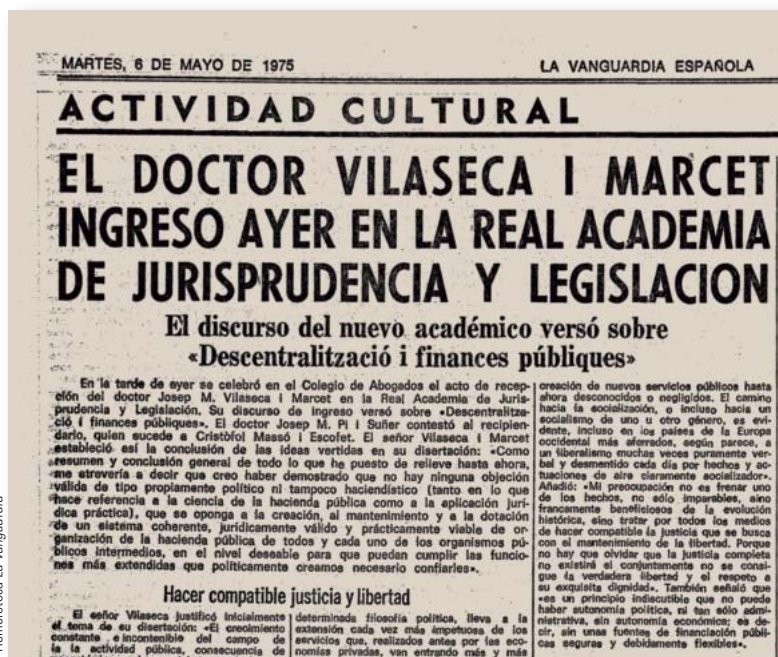 MARTES, 6 DE MAYO DE 1975
LA VANGUARDIA ESPAÑOLA
ACTIVIDAD CULTURAL
EL DOCTOR VILASECA I MARCET
INGRESO AYER EN LA REAL ACADEMIA
DE JURISPRUDENCIA Y LEGISLACION
El discurso del nuevo académico versó sobre
«Descentralització i finances públiques»
En la tarde de ayer se celebró en el Colegio de Abogados el acto de recep-
ción del doctor Josep M. Vilaseca i Marcet en la Real Academia de Juris-
prudencia y Legislación. Su discurso de ingreso versó sobre «Descentralitza-
ció i finances públiques». El doctor Josep M. Pi i Suñer contestó al recipien-
dario, quien sucede a Cristòfol Massó i Escofet. El señor Vilaseca i Marcet
estableció así la conclusión de las ideas vertidas en su disertación: «Como
resumen y conclusión general de todo lo que he puesto de relieve hasta ahora,
me atrevería a decir que creo haber demostrado que no hay ninguna objeción
válida de tipo propiamente político ni tampoco haciendístico (tanto en lo que
hace referencia a la ciencia de la hacienda pública como a la aplicación jurí-
dica práctica), que se oponga a la creación, al mantenimiento y a la dotación
de un sistema coherente, jurídicamente válido y prácticamente viable de or-
ganización de la hacienda pública de todos y cada uno de los organismos pú-
blicos intermedios, en el nivel deseable para que puedan cumplir las funcio-
nes más extendidas que políticamente creamos necesario confiarles».
Hacer compatible justicia y libertad
El señor Vilaseca justificó inicialmente
el tema de su disertación: «El crecimiento
constante e incontenible del campo de
la la actividad pública, consecuencia de
determinada filosofía política, lleva a la
extensión cada vez más impetuosa de los
servicios que, realizados antes por las eco-
nomías privadas, van entrando más y más
creación de nuevos servicios públicos hasta
ahora desconocidos o negligidos. El camino
hacia la socialización, o incluso hacia un
socialismo de uno u otro género, es evi-
dente, incluso en los países de la Europa
occidental más aferrados, según parece, a
un liberalismo muchas veces puramente ver-
bal y desmentido cada día por hechos y ac-
tuaciones de aire claramente socializador».
Añadió: «Mi preocupación no es frenar uno
de los hechos, no sólo imparables, sino
francamente beneficiosos de la evolución
histórica, sino tratar por todos los medios
de hacer compatible la justicia que se busca
con el mantenimiento de la libertad. Porque
no hay que olvidar que la justicia completa
no existirá si conjuntamente no se consi-
gue la verdadera libertad y el respeto a
su exquisita dignidad». También señaló que
«es un principio indiscutible que no puede
haber autonomía política, ni tan sólo admi-
nistrativa, sin autonomía económica; es de-
cir, sin unas fuentes de financiación públi-
cas seguras y debidamente flexibles».
Hemeroteca La Vanguardia